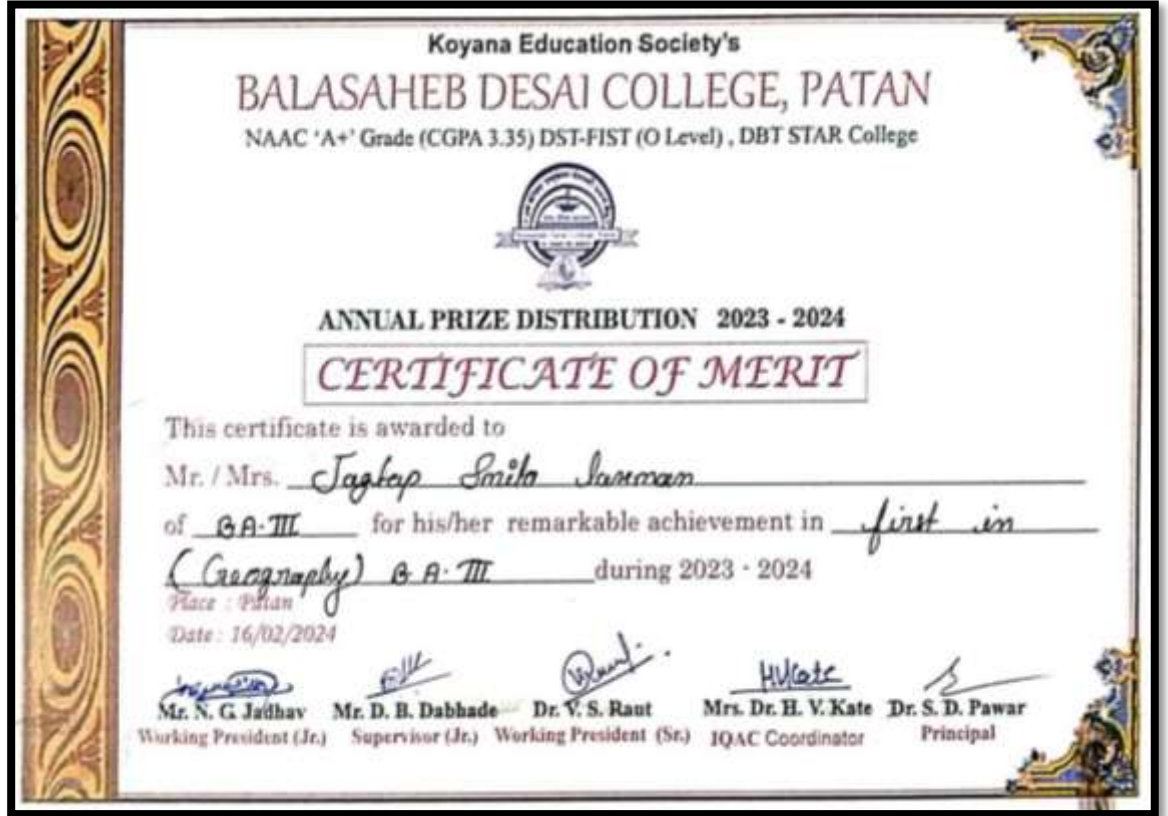 Koyana Education Society's
BALASAHEB DESAI COLLEGE, PATAN
NAAC 'A+' Grade (CGPA 3.35) DST-FIST (O Level) , DBT STAR College
ANNUAL PRIZE DISTRIBUTION 2023 - 2024
CERTIFICATE OF MERIT
This certificate is awarded to
Mr. / Mrs. Jagtap Smita
of B A - III for his/her remarkable achievement in first in
(Geography) B A - III during 2023 - 2024
Place : Patan
Date : 16/02/2024
HVKate
Mr. N. G. Jadhav Mr. D. B. Dabhade Dr. V. S. Raut Mrs. Dr. H. V. Kate Dr. S. D. Pawar
Working President (Jr.) Supervisor (Jr.) Working President (Sr.) IQAC Coordinator Principal